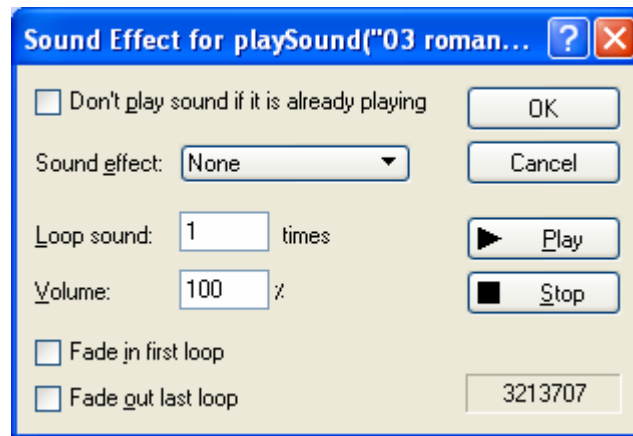 Sound Effect for playSound("03 roman...
Don't play sound if it is already playing
OK
Sound effect: None
Cancel
Loop sound: 1 times
Play
Volume: 100 %
Stop
Fade in first loop
Fade out last loop
3213707